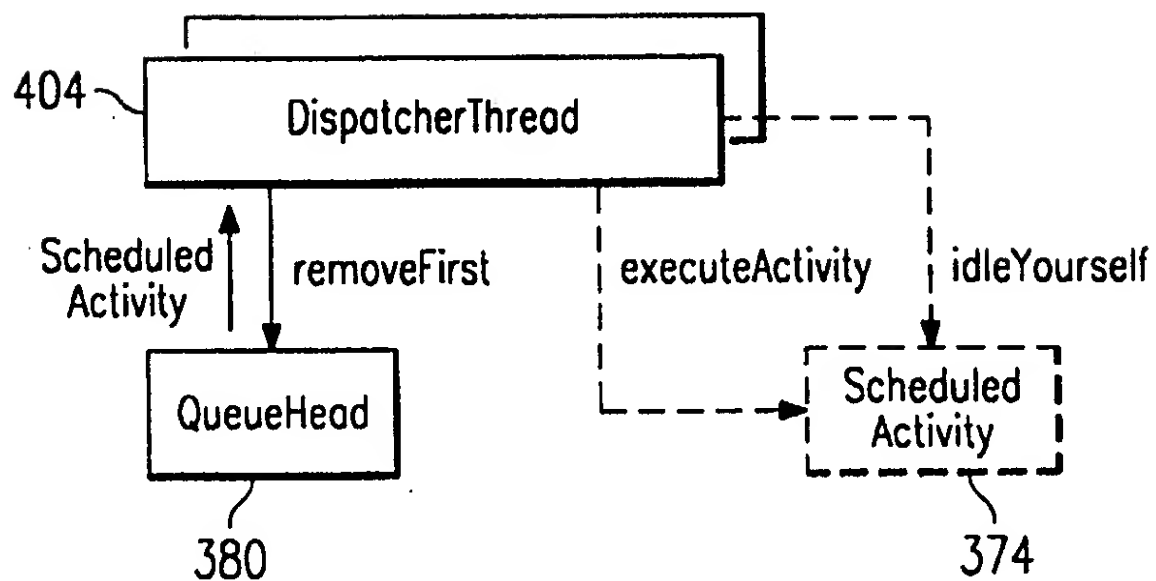 404
DispatcherThread
Scheduled
Activity
removeFirst
executeActivity
idleYourself
QueueHead
Scheduled
Activity
380
374